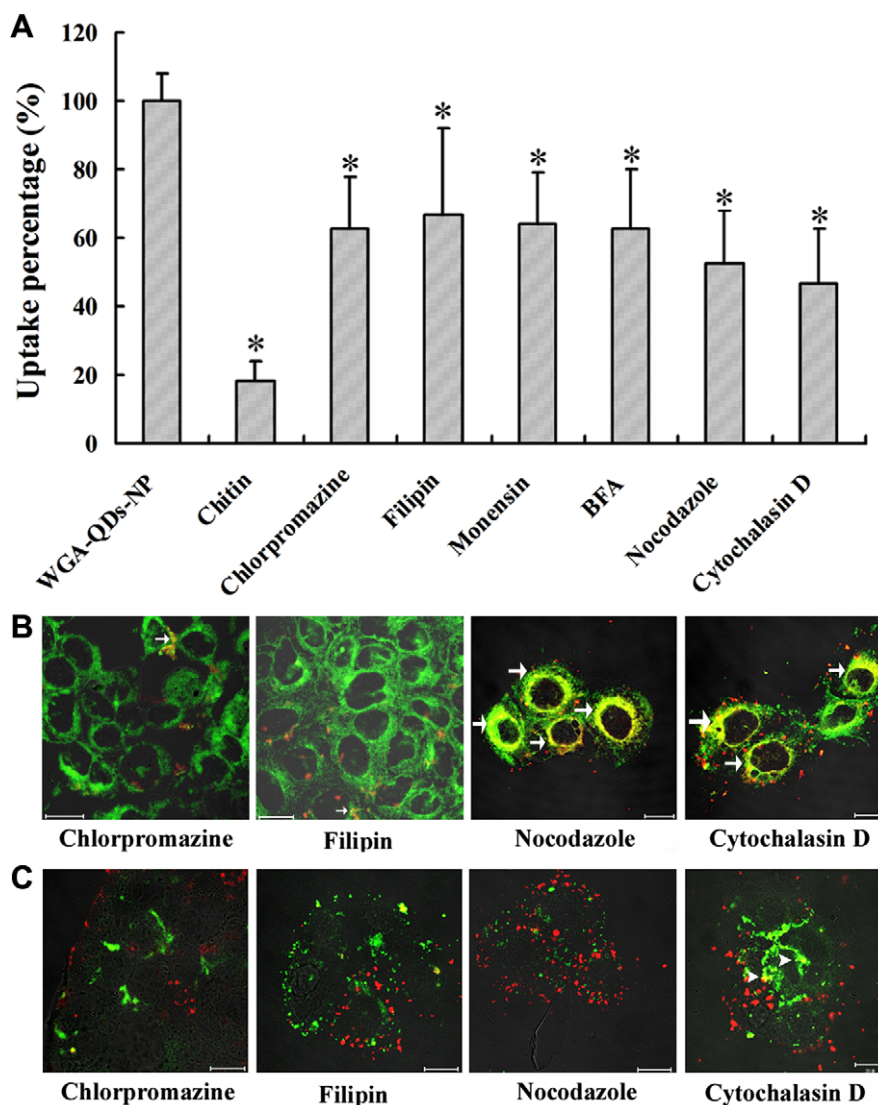 A
Uptake percentage (%)
120
100
80
60
40
20
0
*
*
*
*
*
*
*
WGA-QDs-NP
Chitin
Chlorpromazine
Filipin
Monensin
BFA
Nocodazole
Cytochalasin D
B
Chlorpromazine
Filipin
Nocodazole
Cytochalasin D
C
Chlorpromazine
Filipin
Nocodazole
Cytochalasin D